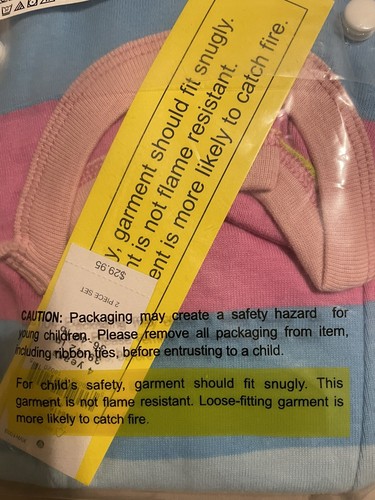 y, garment should fit snugly.
nt is not flame resistant.
ent is more likely to catch fire.
$29.95
2 PIECE SET
CAUTION: Packaging may create a safety hazard for
young children. Please remove all packaging from item,
including ribbon ties, before entrusting to a child.
For child's safety, garment should fit snugly. This
garment is not flame resistant. Loose-fitting garment is
more likely to catch fire.